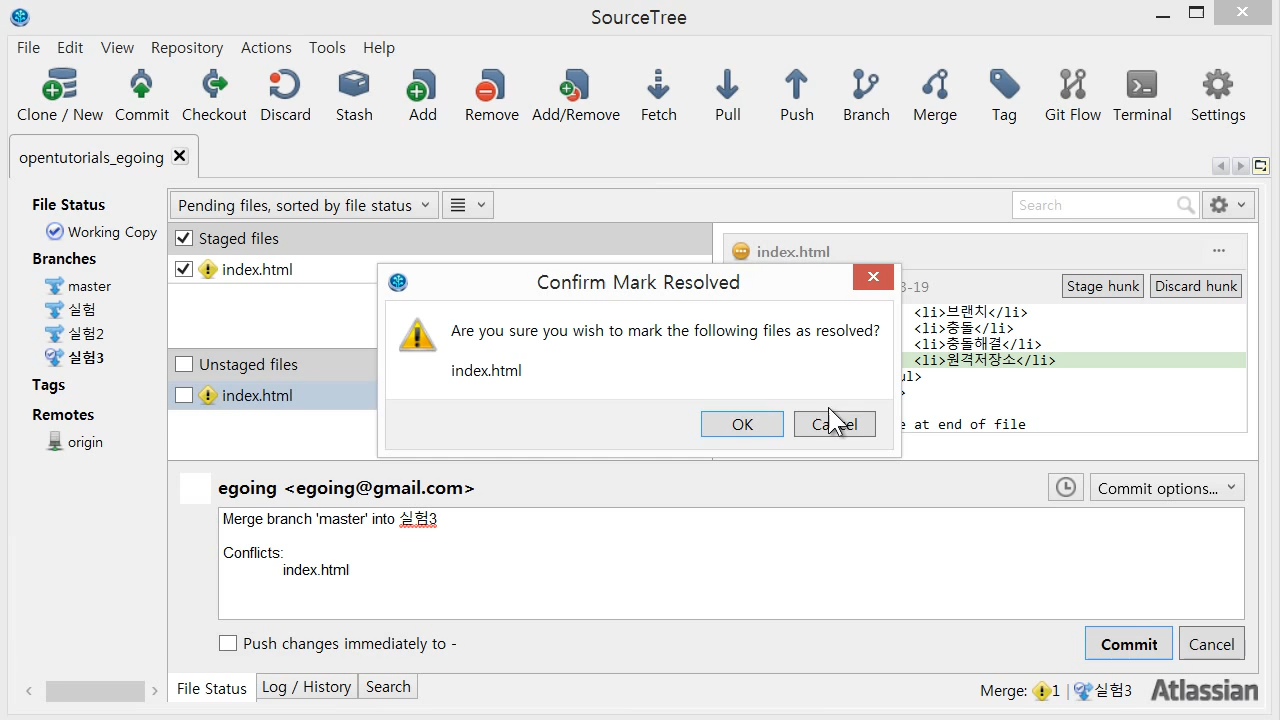 SourceTree
File Edit View Repository Actions Tools Help
Clone / New Commit Checkout Discard Stash Add Remove Add/Remove Fetch Pull Push Branch Merge Tag Git Flow Terminal Settings
opentutorials_egoing
File Status
Working Copy
Branches
master
실험
실험2
실험3
Tags
Remotes
origin
Pending files, sorted by file status
Search
Staged files
index.html
Unstaged files
index.html
index.html
3-19
Stage hunk Discard hunk
<li>브랜치</li>
<li>충돌</li>
<li>충돌해결</li>
<li>원격저장소</li>
ul>
>
e at end of file
Confirm Mark Resolved
Are you sure you wish to mark the following files as resolved?
index.html
OK Cancel
egoing <egoing@gmail.com>
Commit options...
Merge branch 'master' into 실험3
Conflicts:
index.html
Push changes immediately to -
Commit Cancel
File Status Log / History Search
Merge: 1 | 실험3 Atlassian